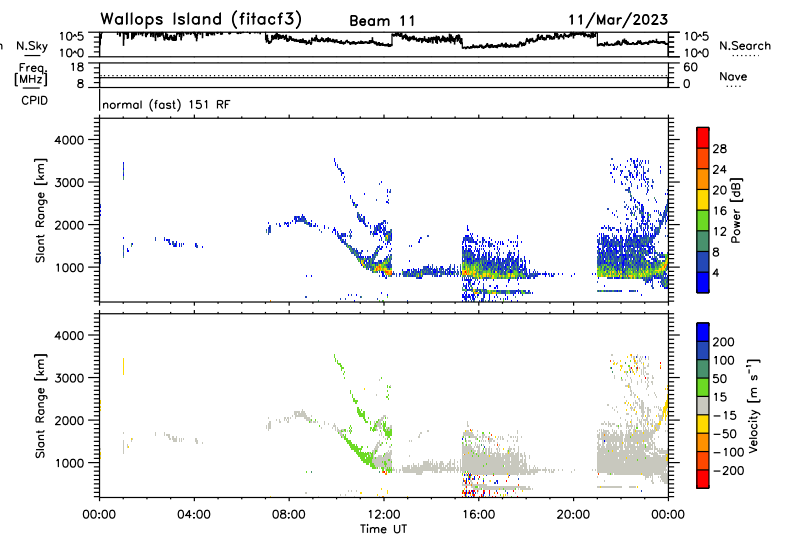 Wallops Island (fitacf3) Beam 11 11/Mar/2023
n N.Sky 10^5 10^0 10^5 10^0 N.Search
Freq. [MHz] 18 8 60 0 Nave
CPID normal (fast) 151 RF
Slant Range [km] 4000 3000 2000 1000
Power [dB] 28 24 20 16 12 8 4
Slant Range [km] 4000 3000 2000 1000
Velocity [m s⁻¹] 200 100 50 15 −15 −50 −100 −200
00:00 04:00 08:00 12:00 16:00 20:00 00:00
Time UT